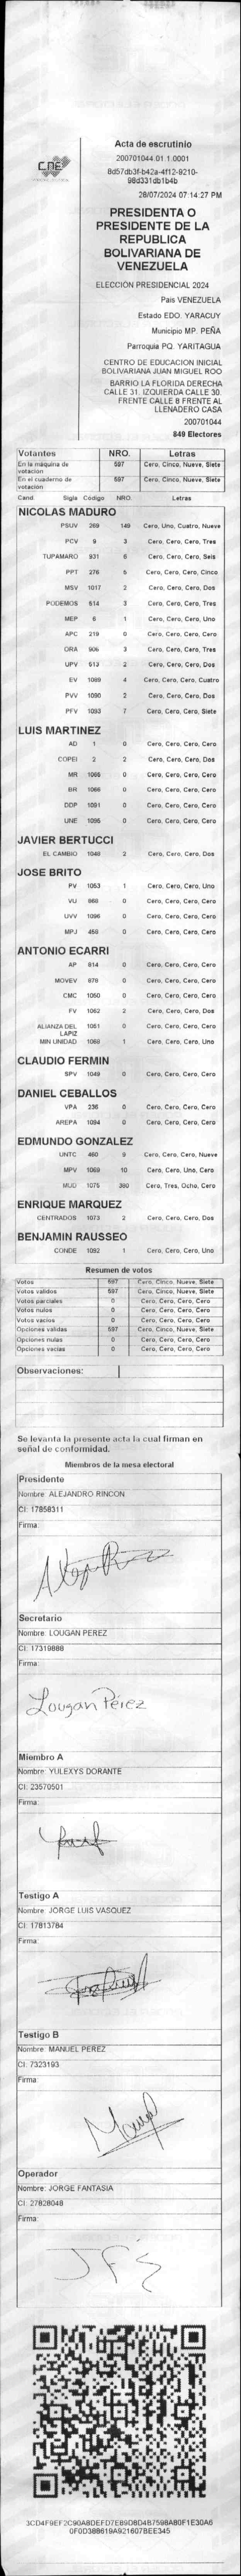 CNE
Acta de escrutinio
200701044.01.1.0001
8d57db3f-b42a-4f12-9210-
98d331db1b4b
28/07/2024 07:14:27 PM
PRESIDENTA O
PRESIDENTE DE LA
REPUBLICA
BOLIVARIANA DE
VENEZUELA
ELECCIÓN PRESIDENCIAL 2024
Pais VENEZUELA
Estado EDO. YARACUY
Municipio MP. PEÑA
Parroquia PQ. YARITAGUA
CENTRO DE EDUCACION INICIAL
BOLIVARIANA JUAN MIGUEL ROO
BARRIO LA FLORIDA DERECHA
CALLE 31. IZQUIERDA CALLE 30.
FRENTE CALLE 8 FRENTE AL
LLENADERO CASA
200701044
849 Electores
Votantes NRO. Letras
En la máquina de votación 597 Cero, Cinco, Nueve, Siete
En el cuaderno de votación 597 Cero, Cinco, Nueve, Siete
Cand Sigla Código NRO. Letras
NICOLAS MADURO
PSUV 269 149 Cero, Uno, Cuatro, Nueve
PCV 9 3 Cero, Cero, Cero, Tres
TUPAMARO 931 6 Cero, Cero, Cero, Seis
PPT 276 5 Cero, Cero, Cero, Cinco
MSV 1017 2 Cero, Cero, Cero, Dos
PODEMOS 514 3 Cero, Cero, Cero, Tres
MEP 6 1 Cero, Cero, Cero, Uno
APC 219 0 Cero, Cero, Cero, Cero
ORA 906 3 Cero, Cero, Cero, Tres
UPV 513 2 Cero, Cero, Cero, Dos
EV 1089 4 Cero, Cero, Cero, Cuatro
PVV 1090 2 Cero, Cero, Cero, Dos
PFV 1093 7 Cero, Cero, Cero, Siete
LUIS MARTINEZ
AD 1 0 Cero, Cero, Cero, Cero
COPEI 2 2 Cero, Cero, Cero, Dos
MR 1065 0 Cero, Cero, Cero, Cero
BR 1066 0 Cero, Cero, Cero, Cero
DDP 1091 0 Cero, Cero, Cero, Cero
UNE 1095 0 Cero, Cero, Cero, Cero
JAVIER BERTUCCI
EL CAMBIO 1048 2 Cero, Cero, Cero, Dos
JOSE BRITO
PV 1053 1 Cero, Cero, Cero, Uno
VU 868 0 Cero, Cero, Cero, Cero
UVV 1096 0 Cero, Cero, Cero, Cero
MPJ 456 0 Cero, Cero, Cero, Cero
ANTONIO ECARRI
AP 814 0 Cero, Cero, Cero, Cero
MOVEV 878 0 Cero, Cero, Cero, Cero
CMC 1050 0 Cero, Cero, Cero, Cero
FV 1052 2 Cero, Cero, Cero, Dos
ALIANZA DEL LAPIZ 1051 0 Cero, Cero, Cero, Cero
MIN UNIDAD 1068 1 Cero, Cero, Cero, Uno
CLAUDIO FERMIN
SPV 1049 0 Cero, Cero, Cero, Cero
DANIEL CEBALLOS
VPA 236 0 Cero, Cero, Cero, Cero
AREPA 1094 0 Cero, Cero, Cero, Cero
EDMUNDO GONZALEZ
UNTC 460 9 Cero, Cero, Cero, Nueve
MPV 1069 10 Cero, Cero, Uno, Cero
MUD 1075 380 Cero, Tres, Ocho, Cero
ENRIQUE MARQUEZ
CENTRADOS 1073 2 Cero, Cero, Cero, Dos
BENJAMIN RAUSSEO
CONDE 1092 1 Cero, Cero, Cero, Uno
Resumen de votos
Votos 597 Cero, Cinco, Nueve, Siete
Votos validos 597 Cero, Cinco, Nueve, Siete
Votos parciales 0 Cero, Cero, Cero, Cero
Votos nulos 0 Cero, Cero, Cero, Cero
Votos vacios 0 Cero, Cero, Cero, Cero
Opciones validas 597 Cero, Cinco, Nueve, Siete
Opciones nulas 0 Cero, Cero, Cero, Cero
Opciones vacias 0 Cero, Cero, Cero, Cero
Observaciones:
Se levanta la presente acta la cual firman en
señal de conformidad.
Miembros de la mesa electoral
Presidente
Nombre: ALEJANDRO RINCON
CI: 17858311
Firma:
Secretario
Nombre: LOUGAN PEREZ
CI: 17319888
Firma:
Lougan Pérez
Miembro A
Nombre: YULEXYS DORANTE
CI: 23570501
Firma:
Testigo A
Nombre: JORGE LUIS VASQUEZ
CI: 17813784
Firma:
Testigo B
Nombre: MANUEL PEREZ
CI: 7323193
Firma:
Operador
Nombre: JORGE FANTASIA
CI: 27828048
Firma:
3CD4F9EF2C90A8DEFD7E89D8D4B7598A80F1E30A6
0F0D388619A921607BEE345